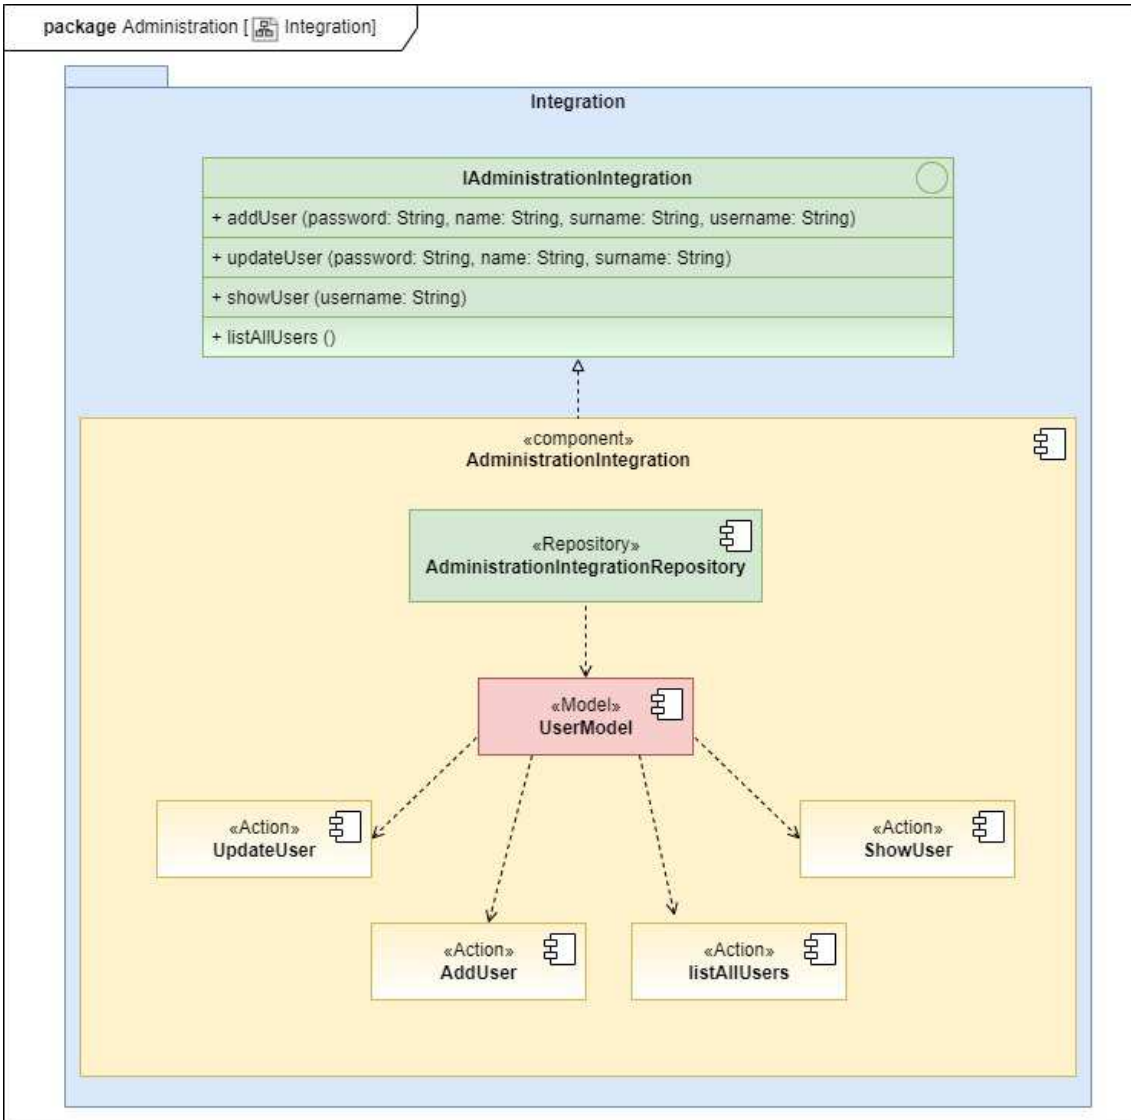 package Administration [ Integration]
Integration
IAdministrationIntegration
+ addUser (password: String, name: String, surname: String, username: String)
+ updateUser (password: String, name: String, surname: String)
+ showUser (username: String)
+ listAllUsers ()
«component»
AdministrationIntegration
«Repository»
AdministrationIntegrationRepository
«Model»
UserModel
«Action»
UpdateUser
«Action»
ShowUser
«Action»
AddUser
«Action»
listAllUsers